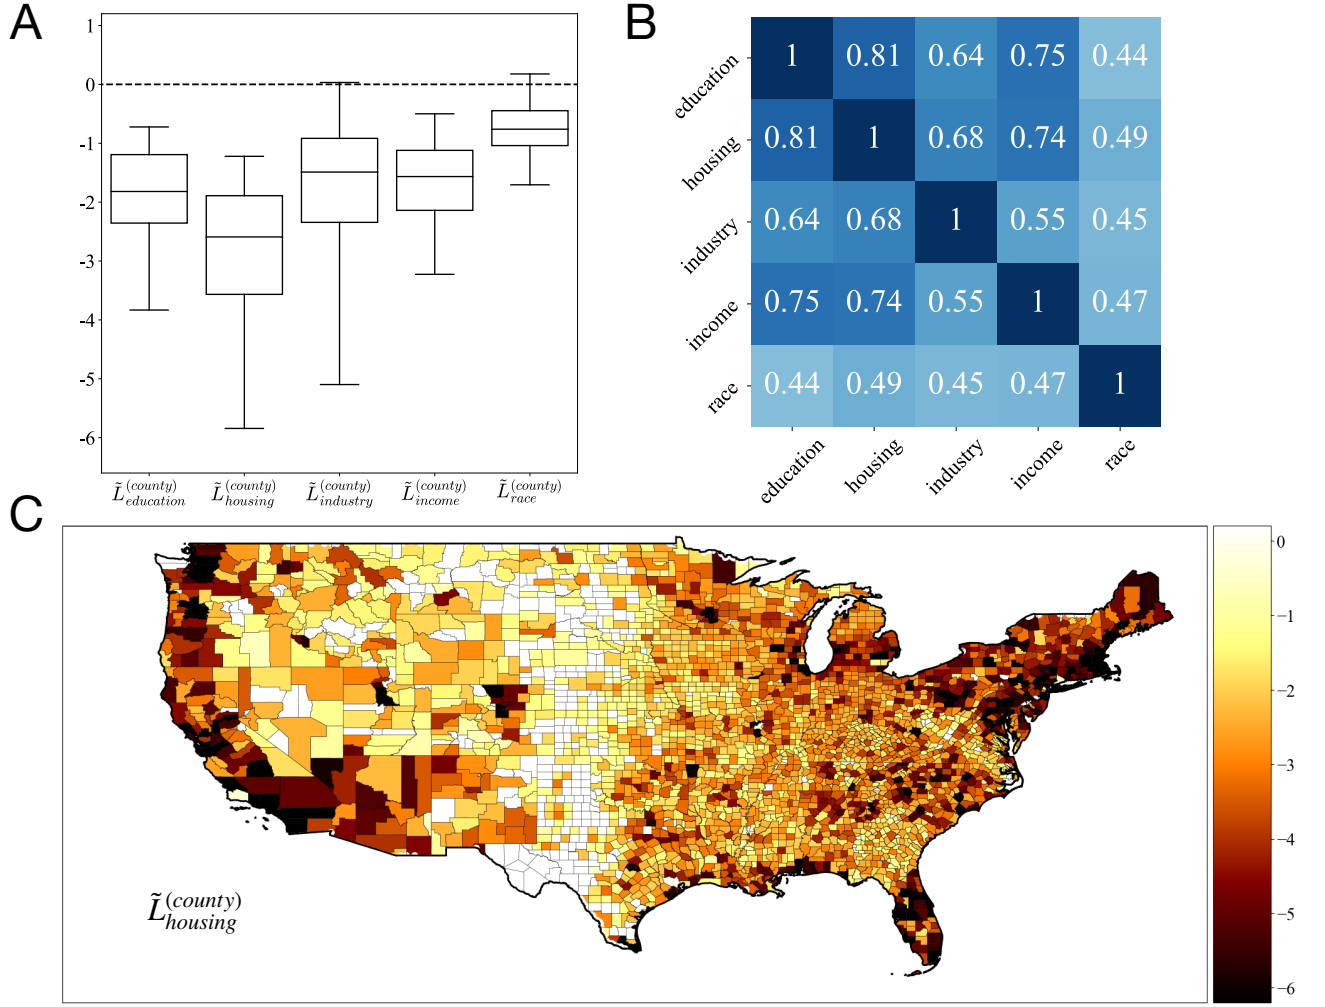 A
1
0
-1
-2
-3
-4
-5
-6
L̃^{(county)}_{education} L̃^{(county)}_{housing} L̃^{(county)}_{industry} L̃^{(county)}_{income} L̃^{(county)}_{race}
B
education 1 0.81 0.64 0.75 0.44
housing 0.81 1 0.68 0.74 0.49
industry 0.64 0.68 1 0.55 0.45
income 0.75 0.74 0.55 1 0.47
race 0.44 0.49 0.45 0.47 1
education housing industry income race
C
L̃^{(county)}_{housing}
0
−1
−2
−3
−4
−5
−6